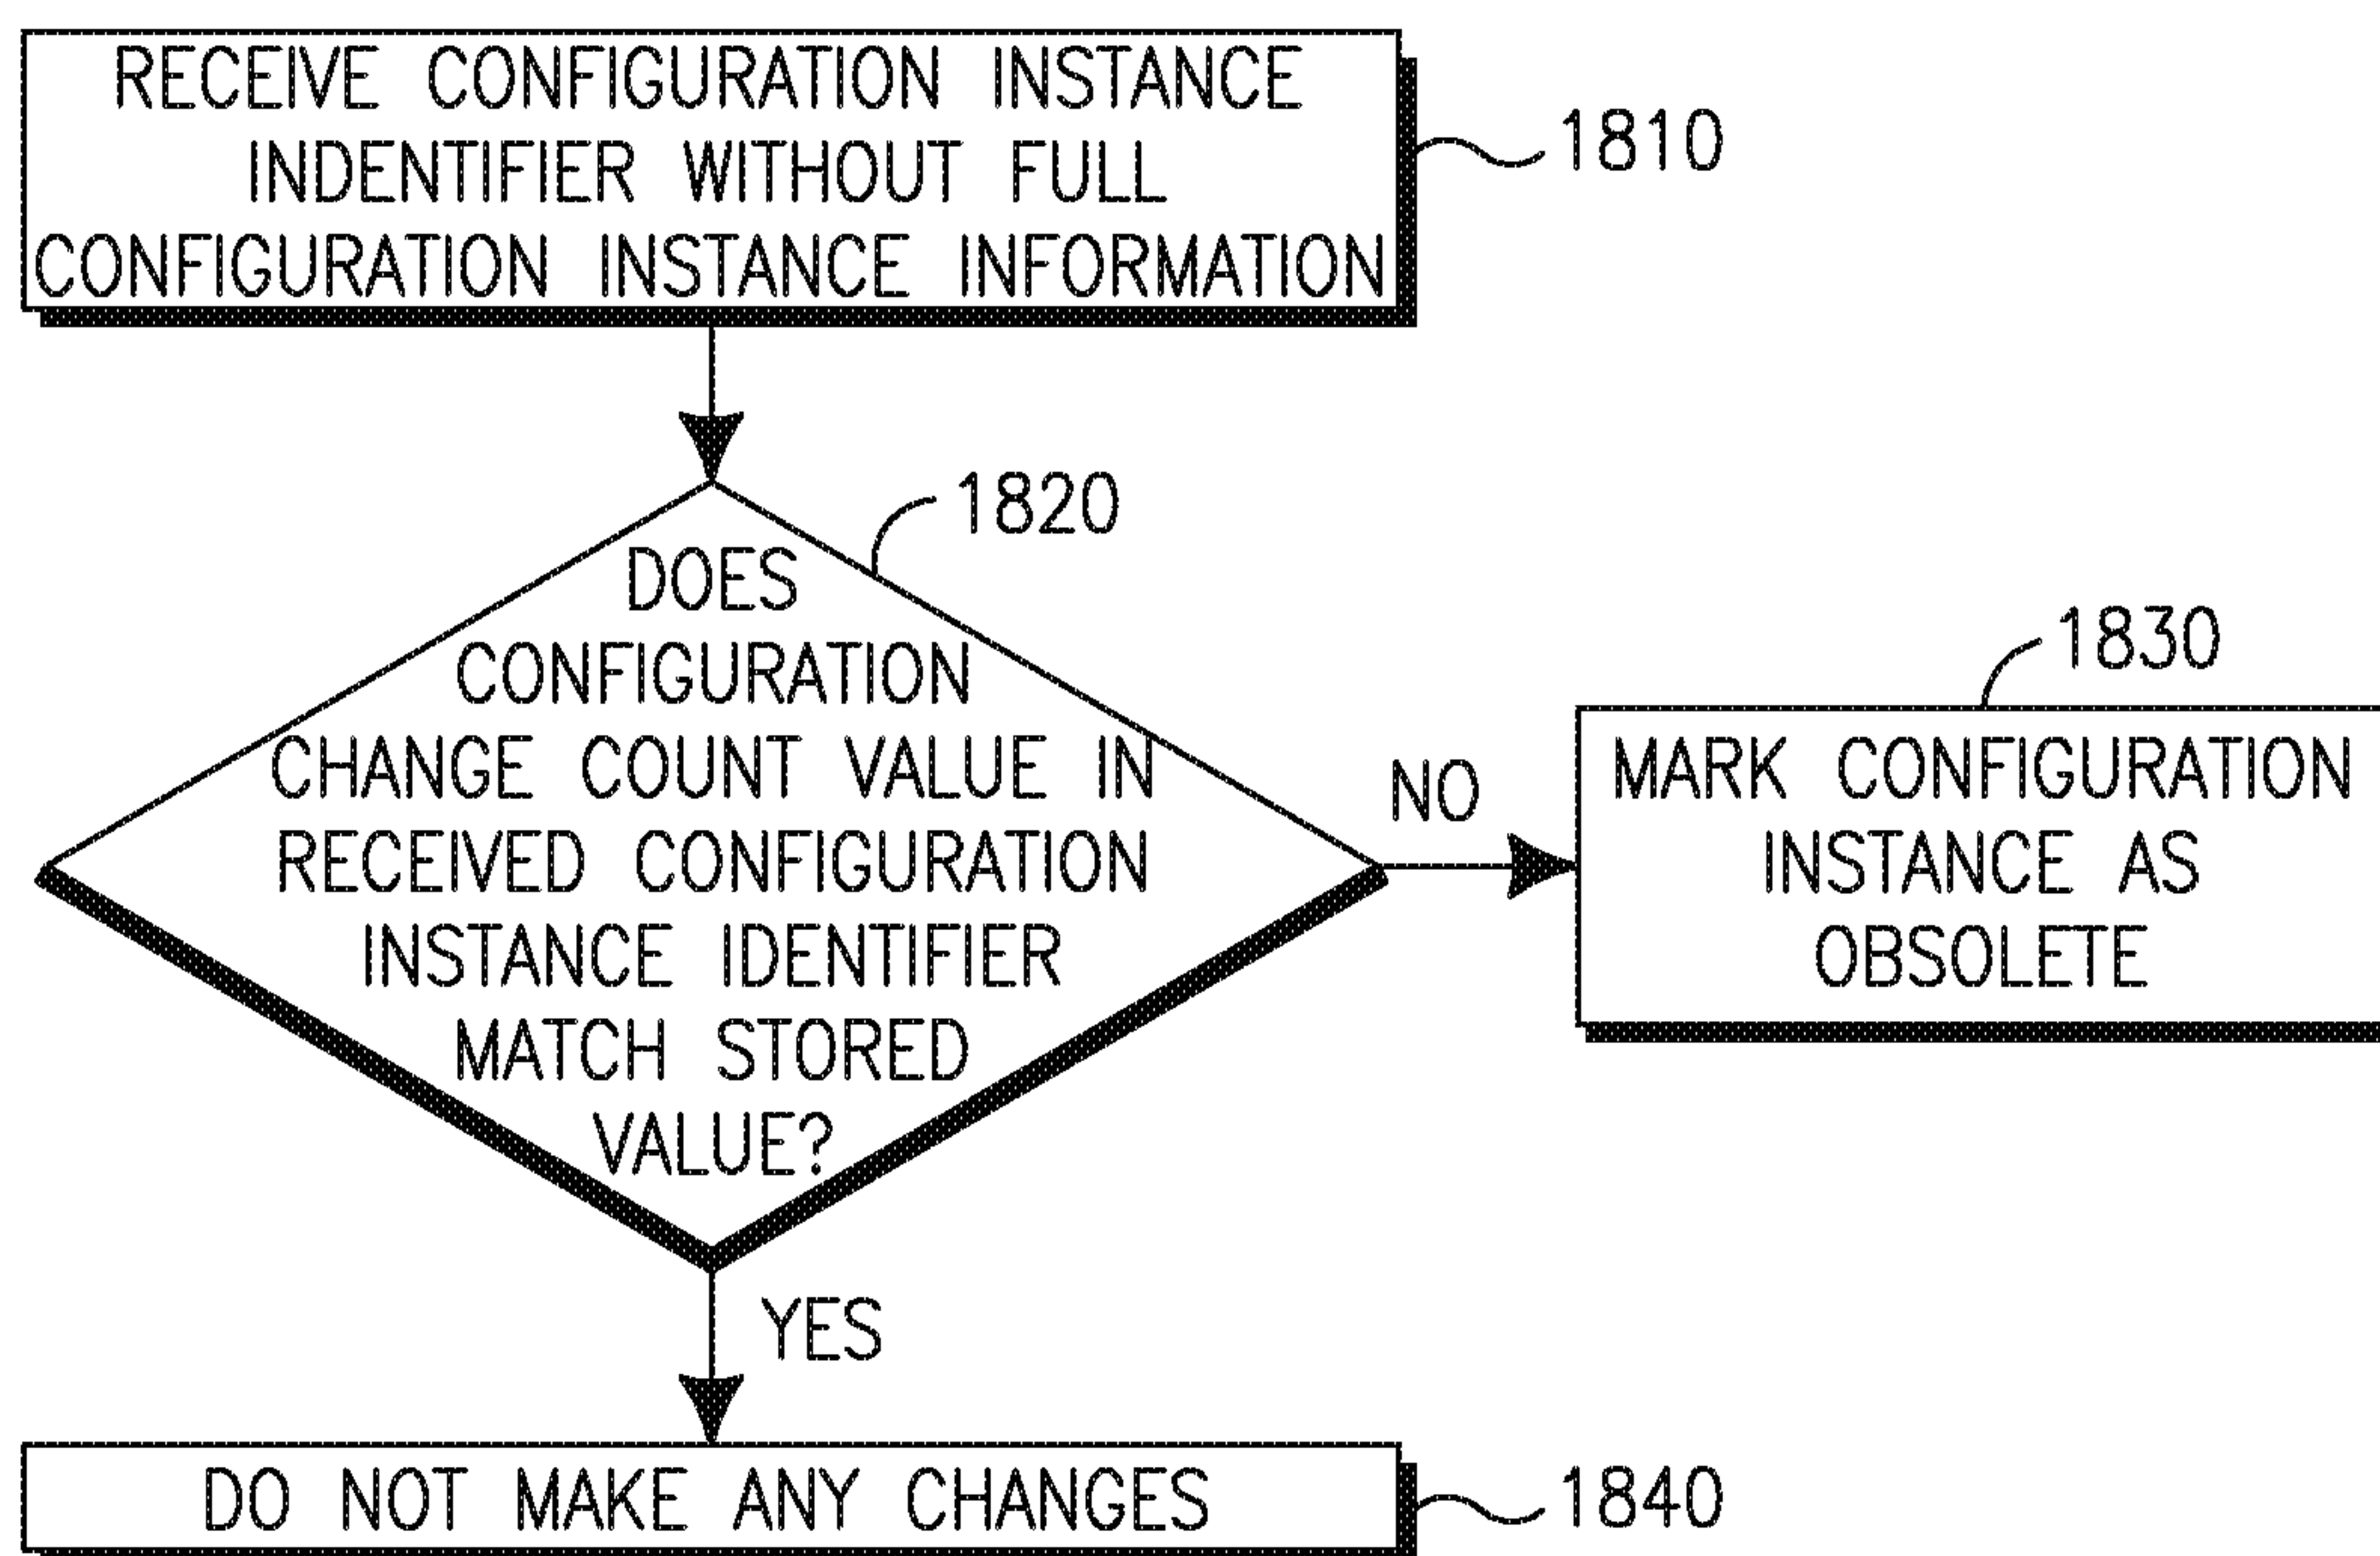 RECEIVE CONFIGURATION INSTANCE
INDENTIFIER WITHOUT FULL
CONFIGURATION INSTANCE INFORMATION
1810
1820
DOES
CONFIGURATION
CHANGE COUNT VALUE IN
RECEIVED CONFIGURATION
INSTANCE IDENTIFIER
MATCH STORED
VALUE?
NO
1830
MARK CONFIGURATION
INSTANCE AS
OBSOLETE
YES
DO NOT MAKE ANY CHANGES
1840